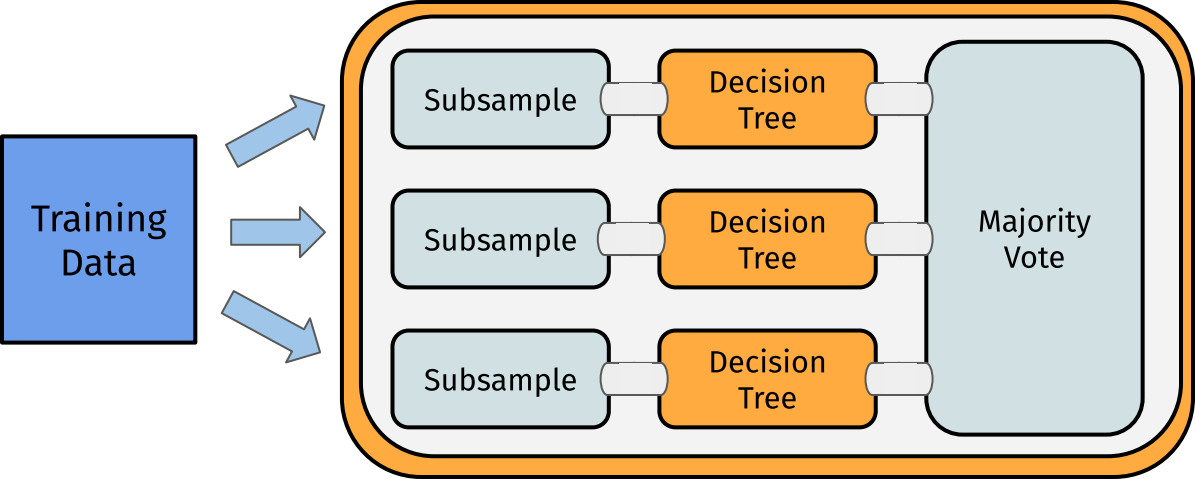 Training
Data
Subsample
Decision
Tree
Subsample
Decision
Tree
Subsample
Decision
Tree
Majority
Vote